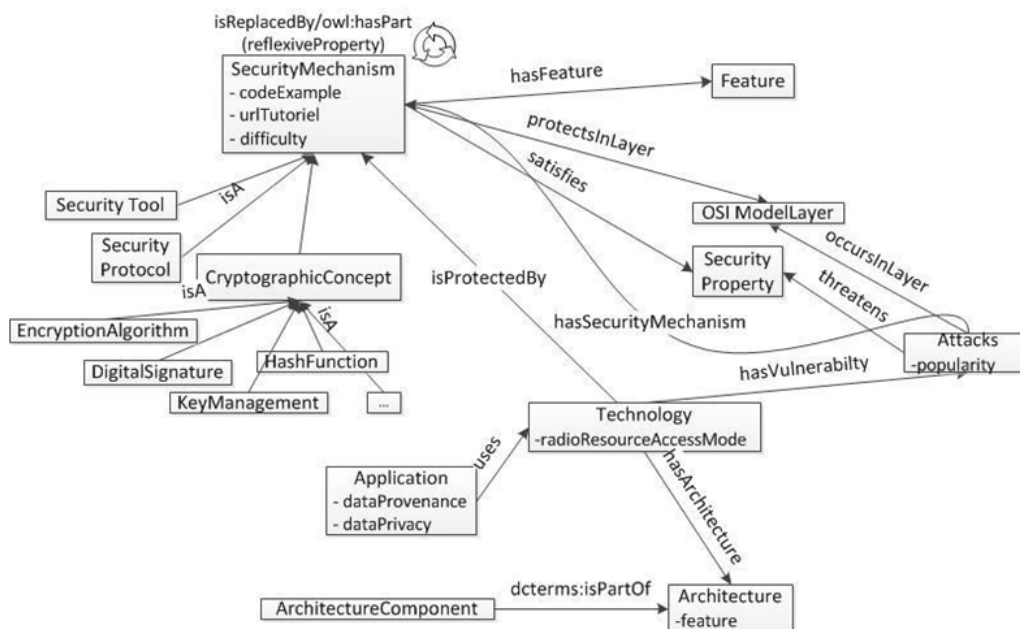 isReplacedBy/owl:hasPart
(reflexiveProperty)
SecurityMechanism
- codeExample
- urlTutoriel
- difficulty
hasFeature
Feature
protectsInLayer
satisfies
isA
Security Tool
OSI ModelLayer
Security
Protocol
Security
Property
occursInLayer
threatens
CryptographicConcept
isProtectedBy
isA
isA
hasSecurityMechanism
EncryptionAlgorithm
HashFunction
DigitalSignature
KeyManagement
...
Attacks
-popularity
hasVulnerabilty
Technology
-radioResourceAccessMode
uses
hasArchitecture
Application
- dataProvenance
- dataPrivacy
dcterms:isPartOf
ArchitectureComponent
Architecture
-feature